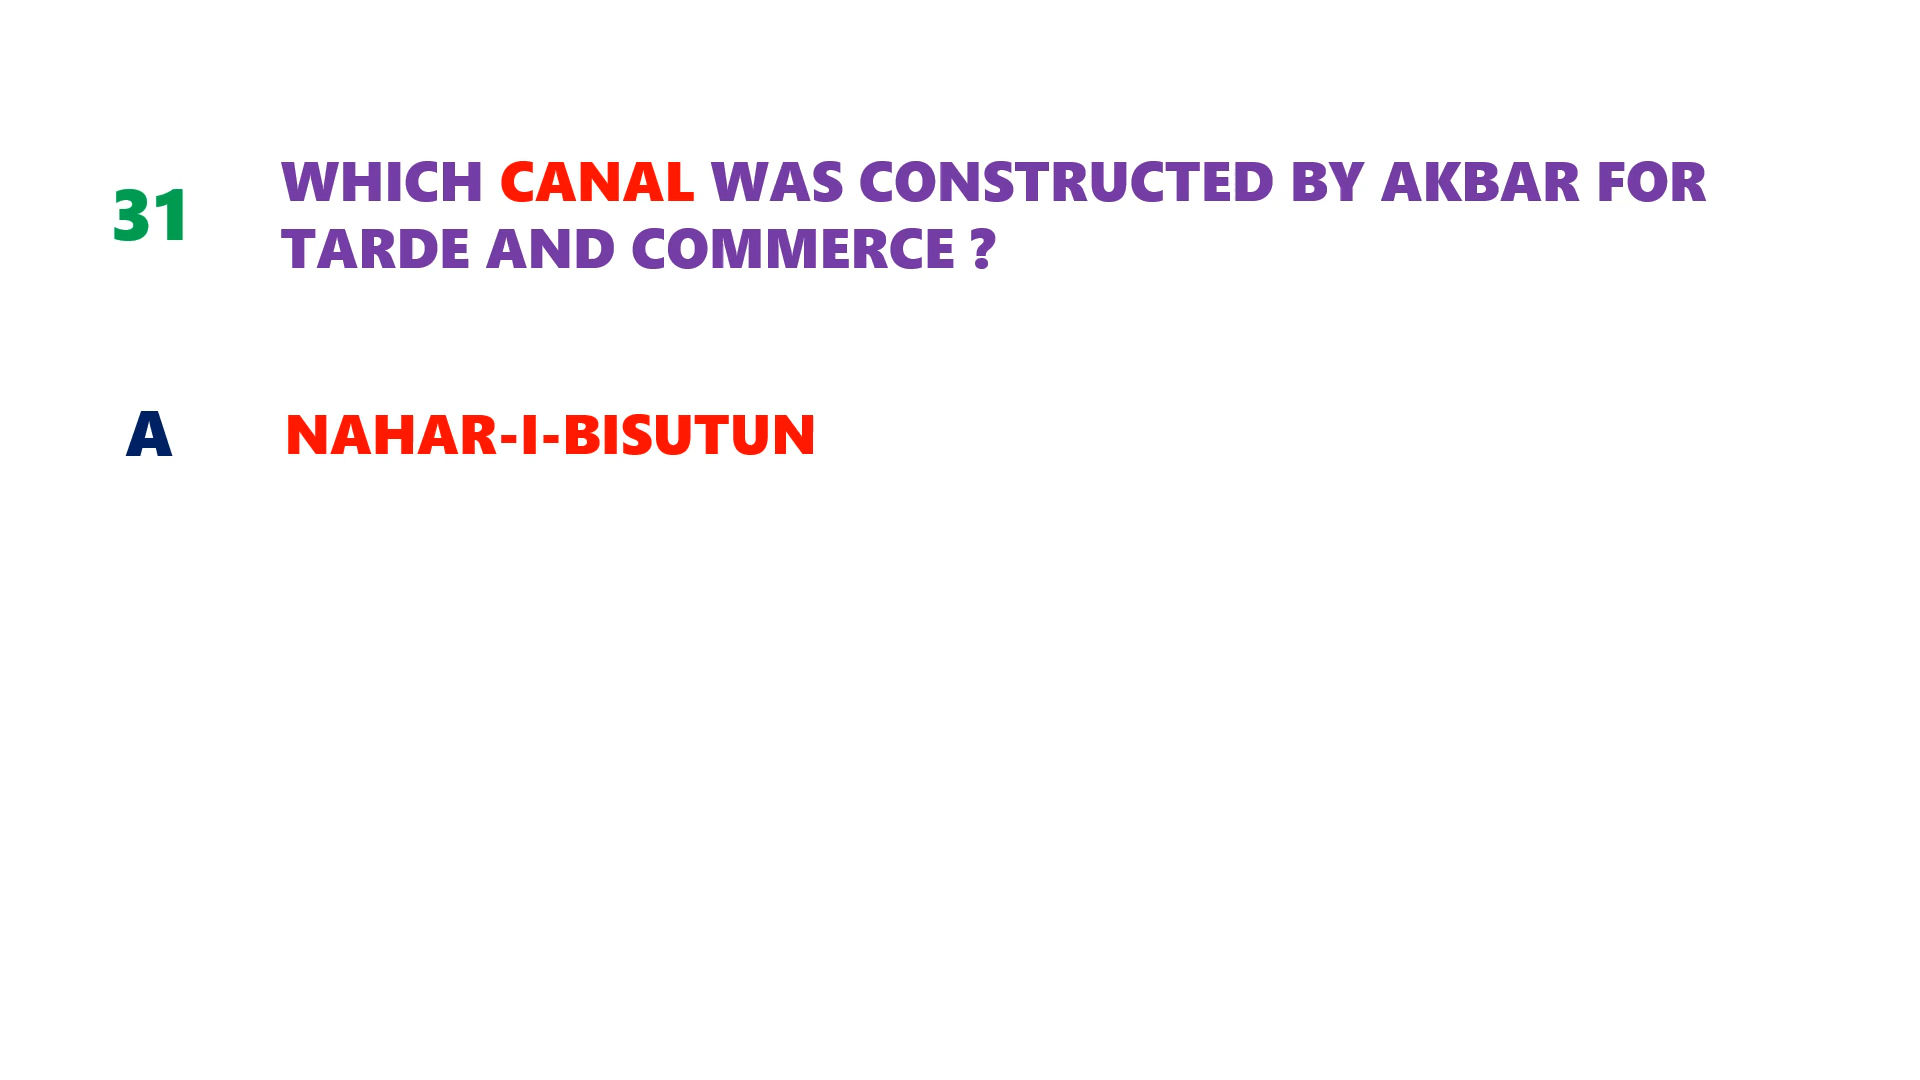 31 WHICH CANAL WAS CONSTRUCTED BY AKBAR FOR
TARDE AND COMMERCE ?
A NAHAR-I-BISUTUN